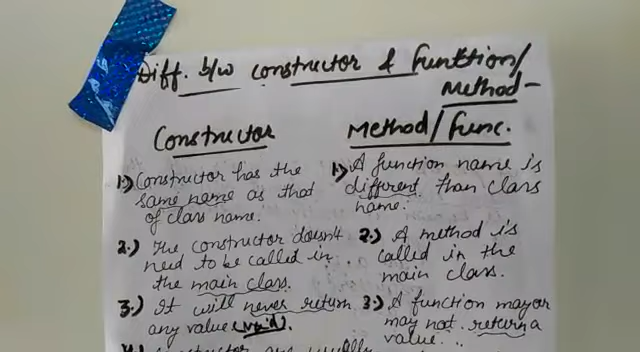 Diff. b/w constructor & function/
Method-
Constructor
1.) Constructor has the
same name as that
of class name.
2.) The constructor doesn't
need to be called in
the main class.
3.) It will never return
any value (void).
Method/Func.
1.) A function name is
different than class
name.
2.) A method is
called in the
main class.
3.) A function may or
may not return a
value.